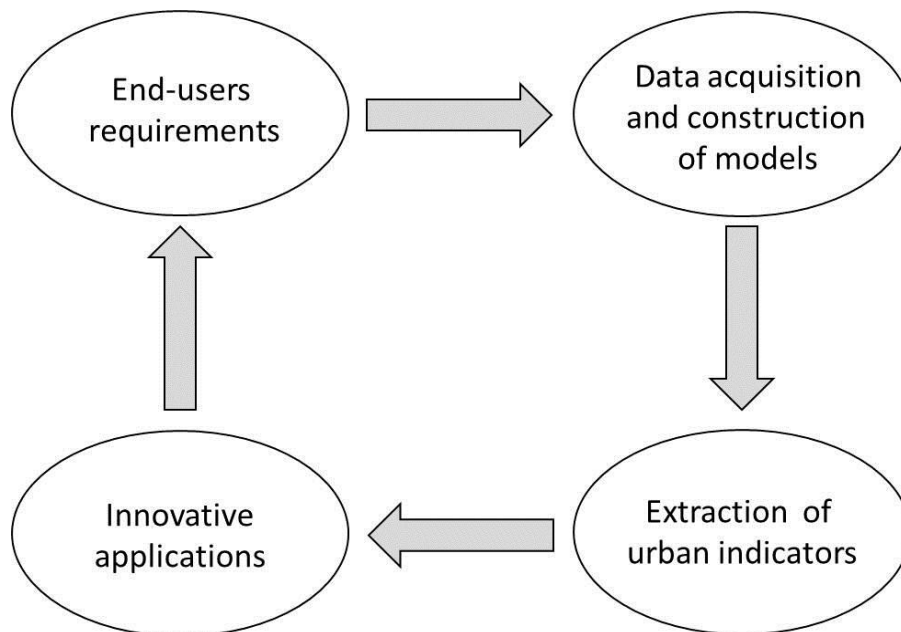 End-users
requirements
Data acquisition
and construction
of models
Extraction of
urban indicators
Innovative
applications